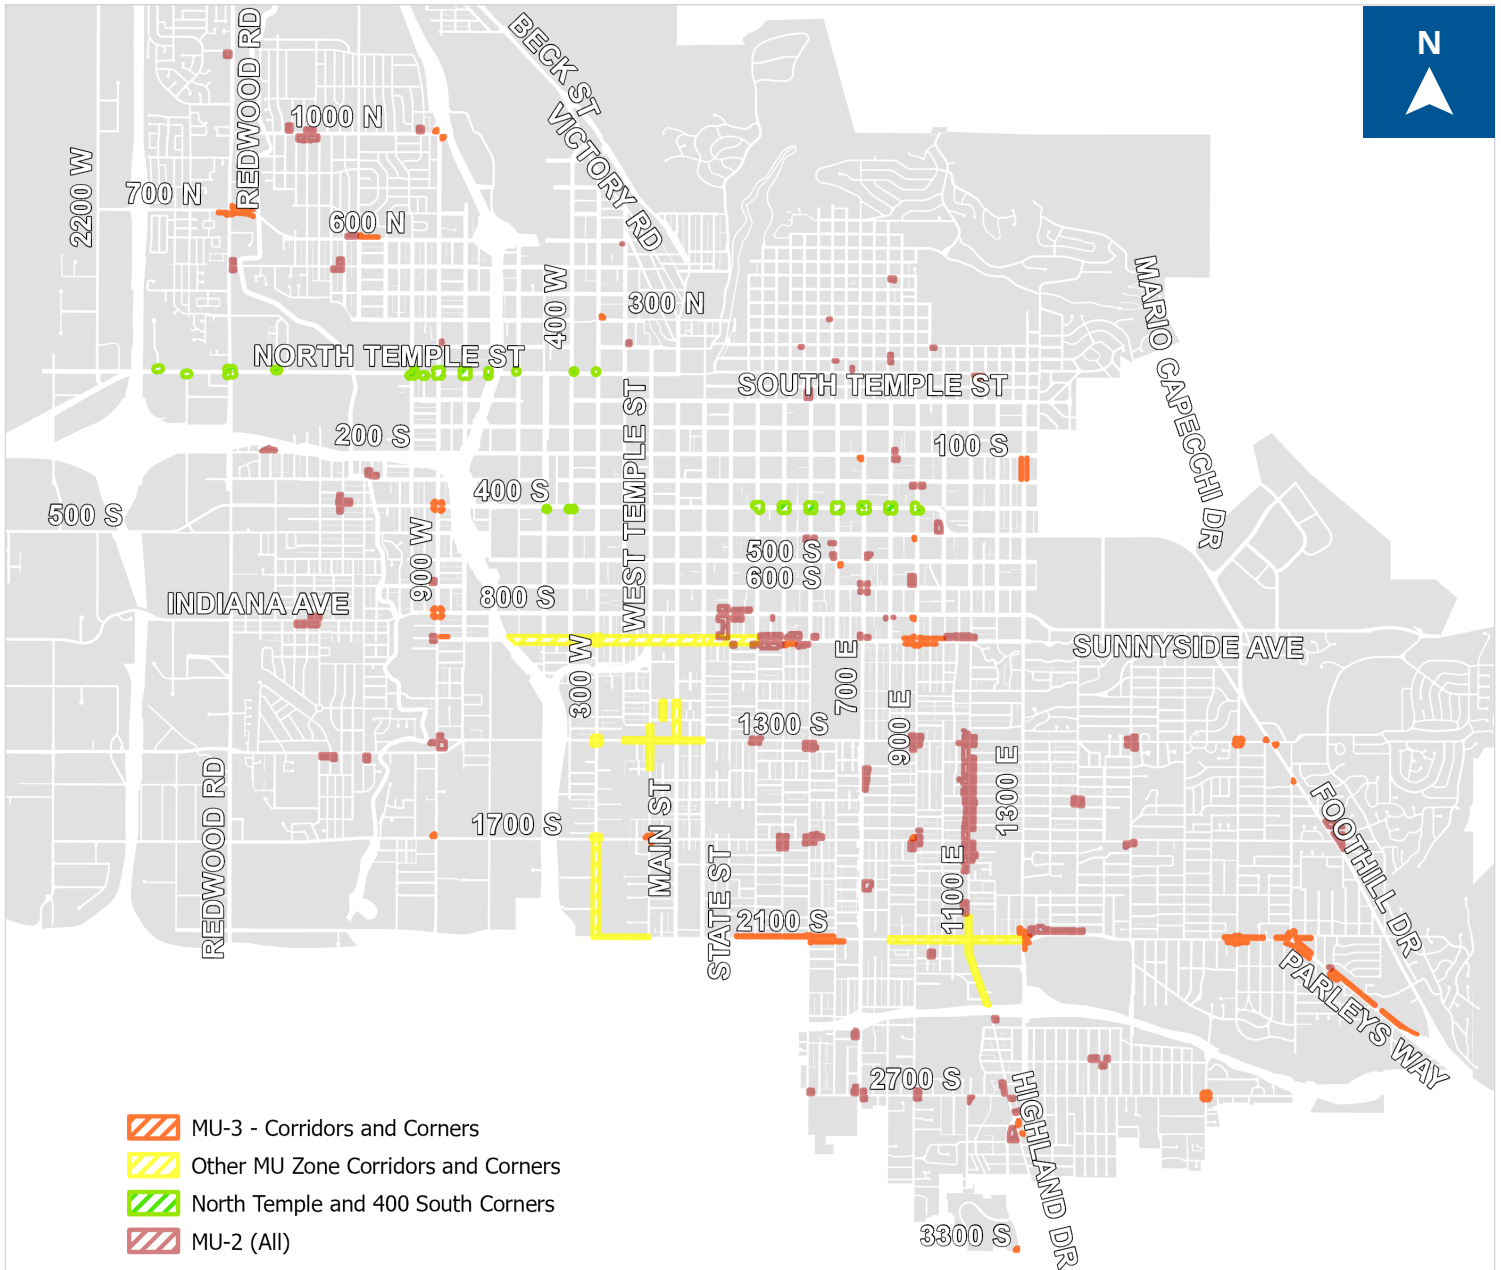 N
BECK ST
REDWOOD RD
VICTORY RD
1000 N
2200 W
700 N
600 N
400 W
300 N
MARIO CAPECCHI DR
NORTH TEMPLE ST
SOUTH TEMPLE ST
WEST TEMPLE ST
200 S
100 S
400 S
500 S
900 W
500 S
600 S
800 S
INDIANA AVE
SUNNYSIDE AVE
300 W
700 E
900 E
1300 S
1300 E
REDWOOD RD
MAIN ST
1700 S
FOOTHILL DR
STATE ST
1100 E
2100 S
PARLEYS WAY
2700 S
HIGHLAND DR
3300 S
MU-3 - Corridors and Corners
Other MU Zone Corridors and Corners
North Temple and 400 South Corners
MU-2 (All)